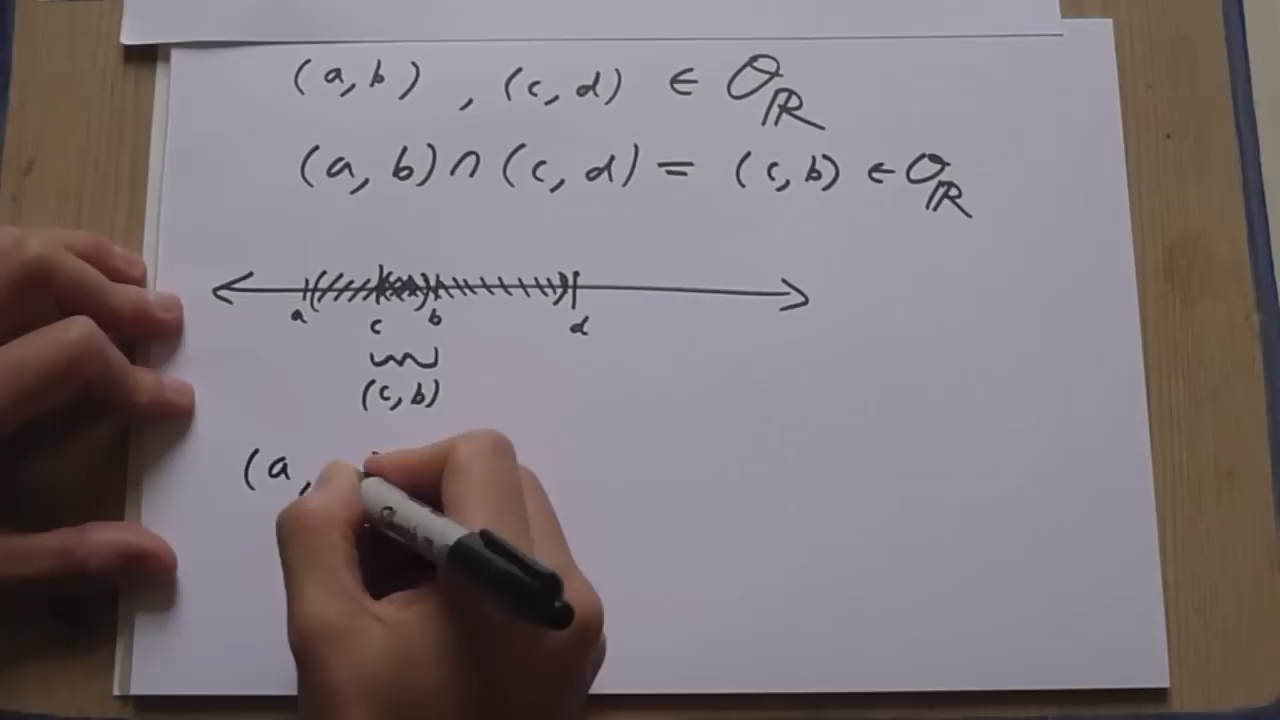 (a, b) , (c, d) ∈ O_ℝ
(a, b) ∩ (c, d) = (c, b) ∈ O_ℝ
a c b d
(c, b)
(a,